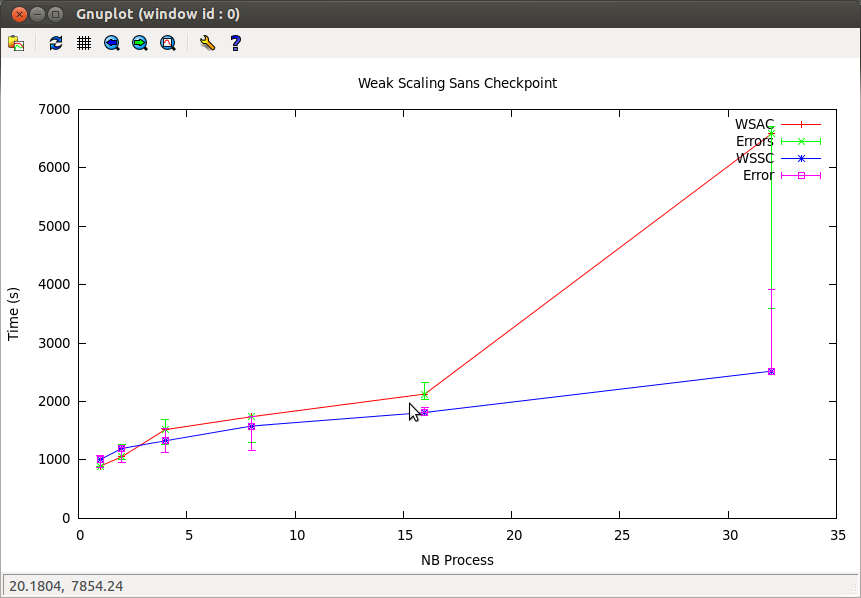 Gnuplot (window id : 0)
?
Weak Scaling Sans Checkpoint
WSAC
Errors
WSSC
Error
7000
6000
5000
4000
3000
2000
1000
0
Time (s)
0 5 10 15 20 25 30 35
NB Process
20.1804, 7854.24